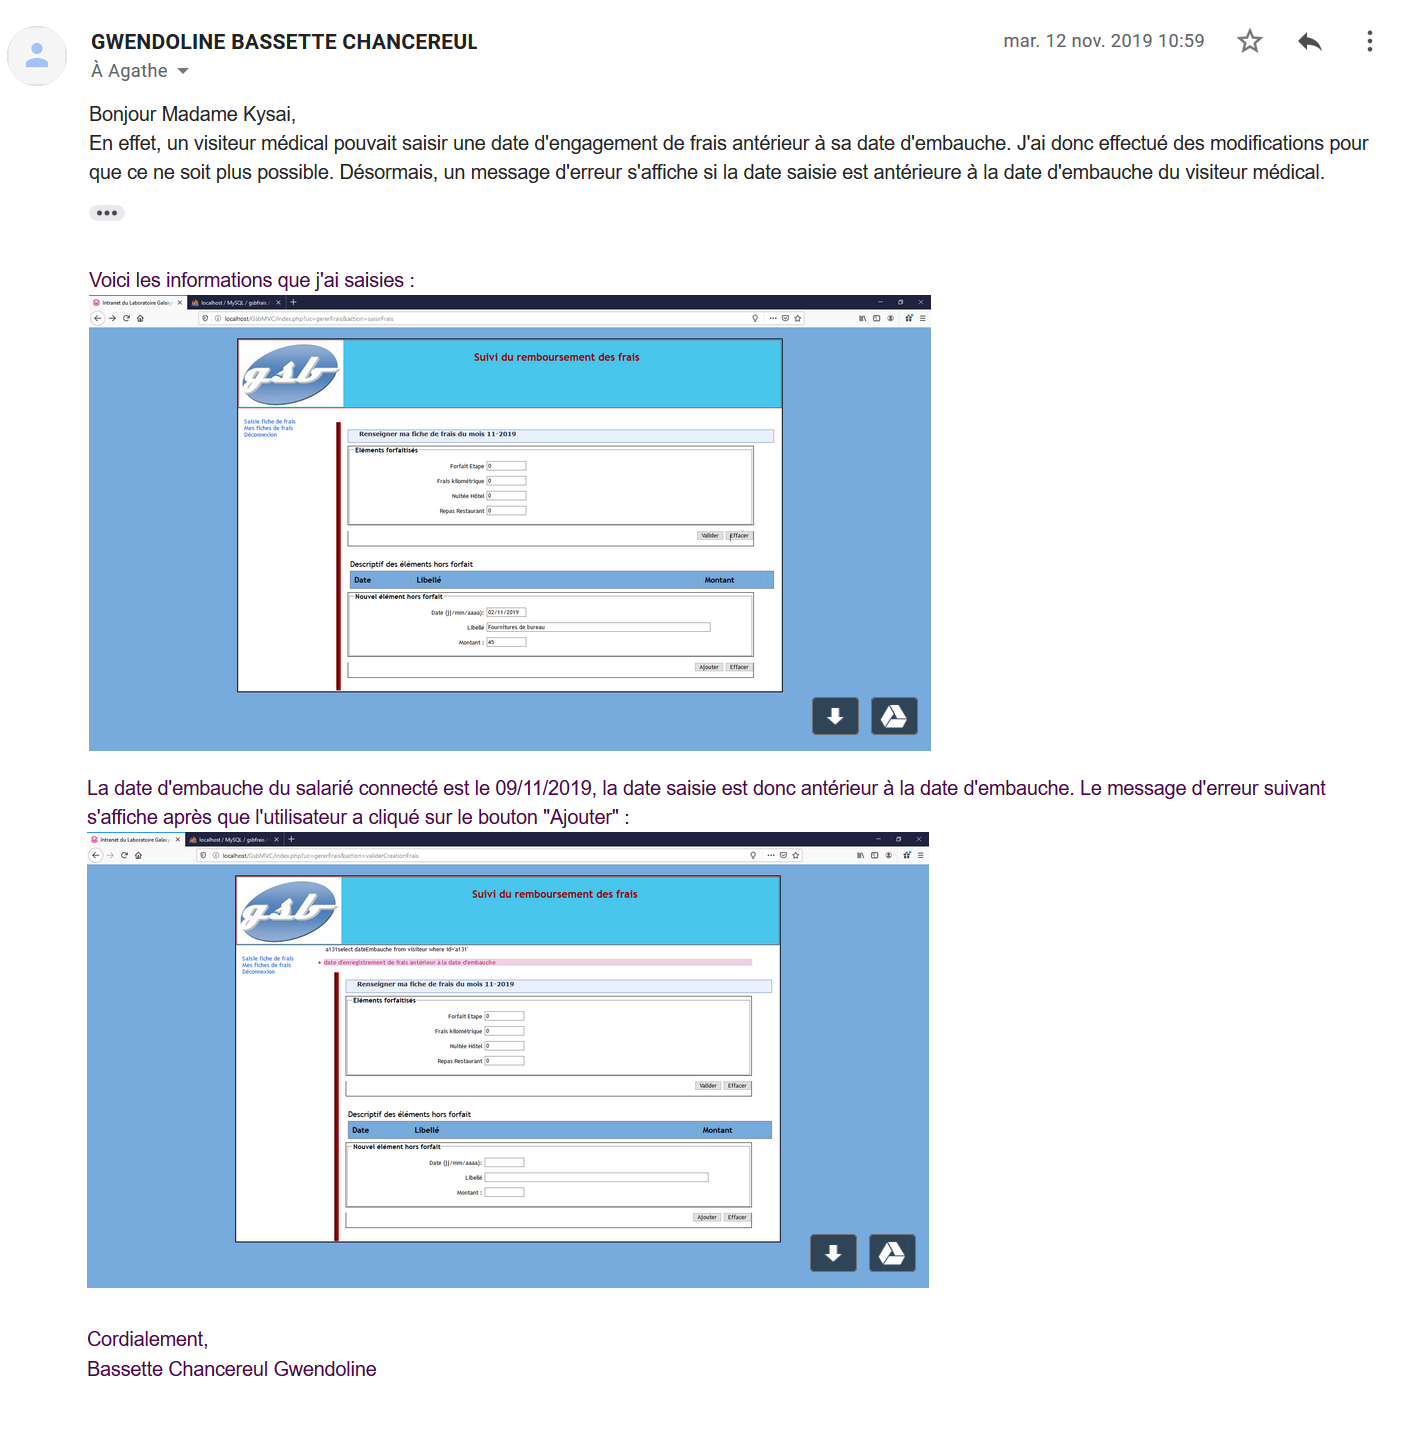 GWENDOLINE BASSETTE CHANCEREUL
mar. 12 nov. 2019 10:59
À Agathe
Bonjour Madame Kysai,
En effet, un visiteur médical pouvait saisir une date d'engagement de frais antérieur à sa date d'embauche. J'ai donc effectué des modifications pour
que ce ne soit plus possible. Désormais, un message d'erreur s'affiche si la date saisie est antérieure à la date d'embauche du visiteur médical.
Voici les informations que j'ai saisies :
Intranet du Laboratoire Galaxy
localhost / MySQL / gsbfrais /
localhost/GsbMVC/index.php?uc=gererFrais&action=saisirFrais
gsb
Suivi du remboursement des frais
Saisie fiche de frais
Mes fiches de frais
Déconnexion
Renseigner ma fiche de frais du mois 11-2019
Eléments forfaitisés
Forfait Etape 0
Frais kilométrique 0
Nuitée Hôtel 0
Repas Restaurant 0
Valider Effacer
Descriptif des éléments hors forfait
Date Libellé Montant
Nouvel élément hors forfait
Date (jj/mm/aaaa): 02/11/2019
Libellé Fournitures de bureau
Montant : 45
Ajouter Effacer
La date d'embauche du salarié connecté est le 09/11/2019, la date saisie est donc antérieur à la date d'embauche. Le message d'erreur suivant
s'affiche après que l'utilisateur a cliqué sur le bouton "Ajouter" :
Intranet du Laboratoire Galaxy
localhost / MySQL / gsbfrais /
localhost/GsbMVC/index.php?uc=gererFrais&action=validerCreationFrais
gsb
Suivi du remboursement des frais
a131select dateEmbauche from visiteur where id='a131'
Saisie fiche de frais
Mes fiches de frais
Déconnexion
date d'enregistrement de frais antérieur à la date d'embauche
Renseigner ma fiche de frais du mois 11-2019
Eléments forfaitisés
Forfait Etape 0
Frais kilométrique 0
Nuitée Hôtel 0
Repas Restaurant 0
Valider Effacer
Descriptif des éléments hors forfait
Date Libellé Montant
Nouvel élément hors forfait
Date (jj/mm/aaaa):
Libellé
Montant :
Ajouter Effacer
Cordialement,
Bassette Chancereul Gwendoline